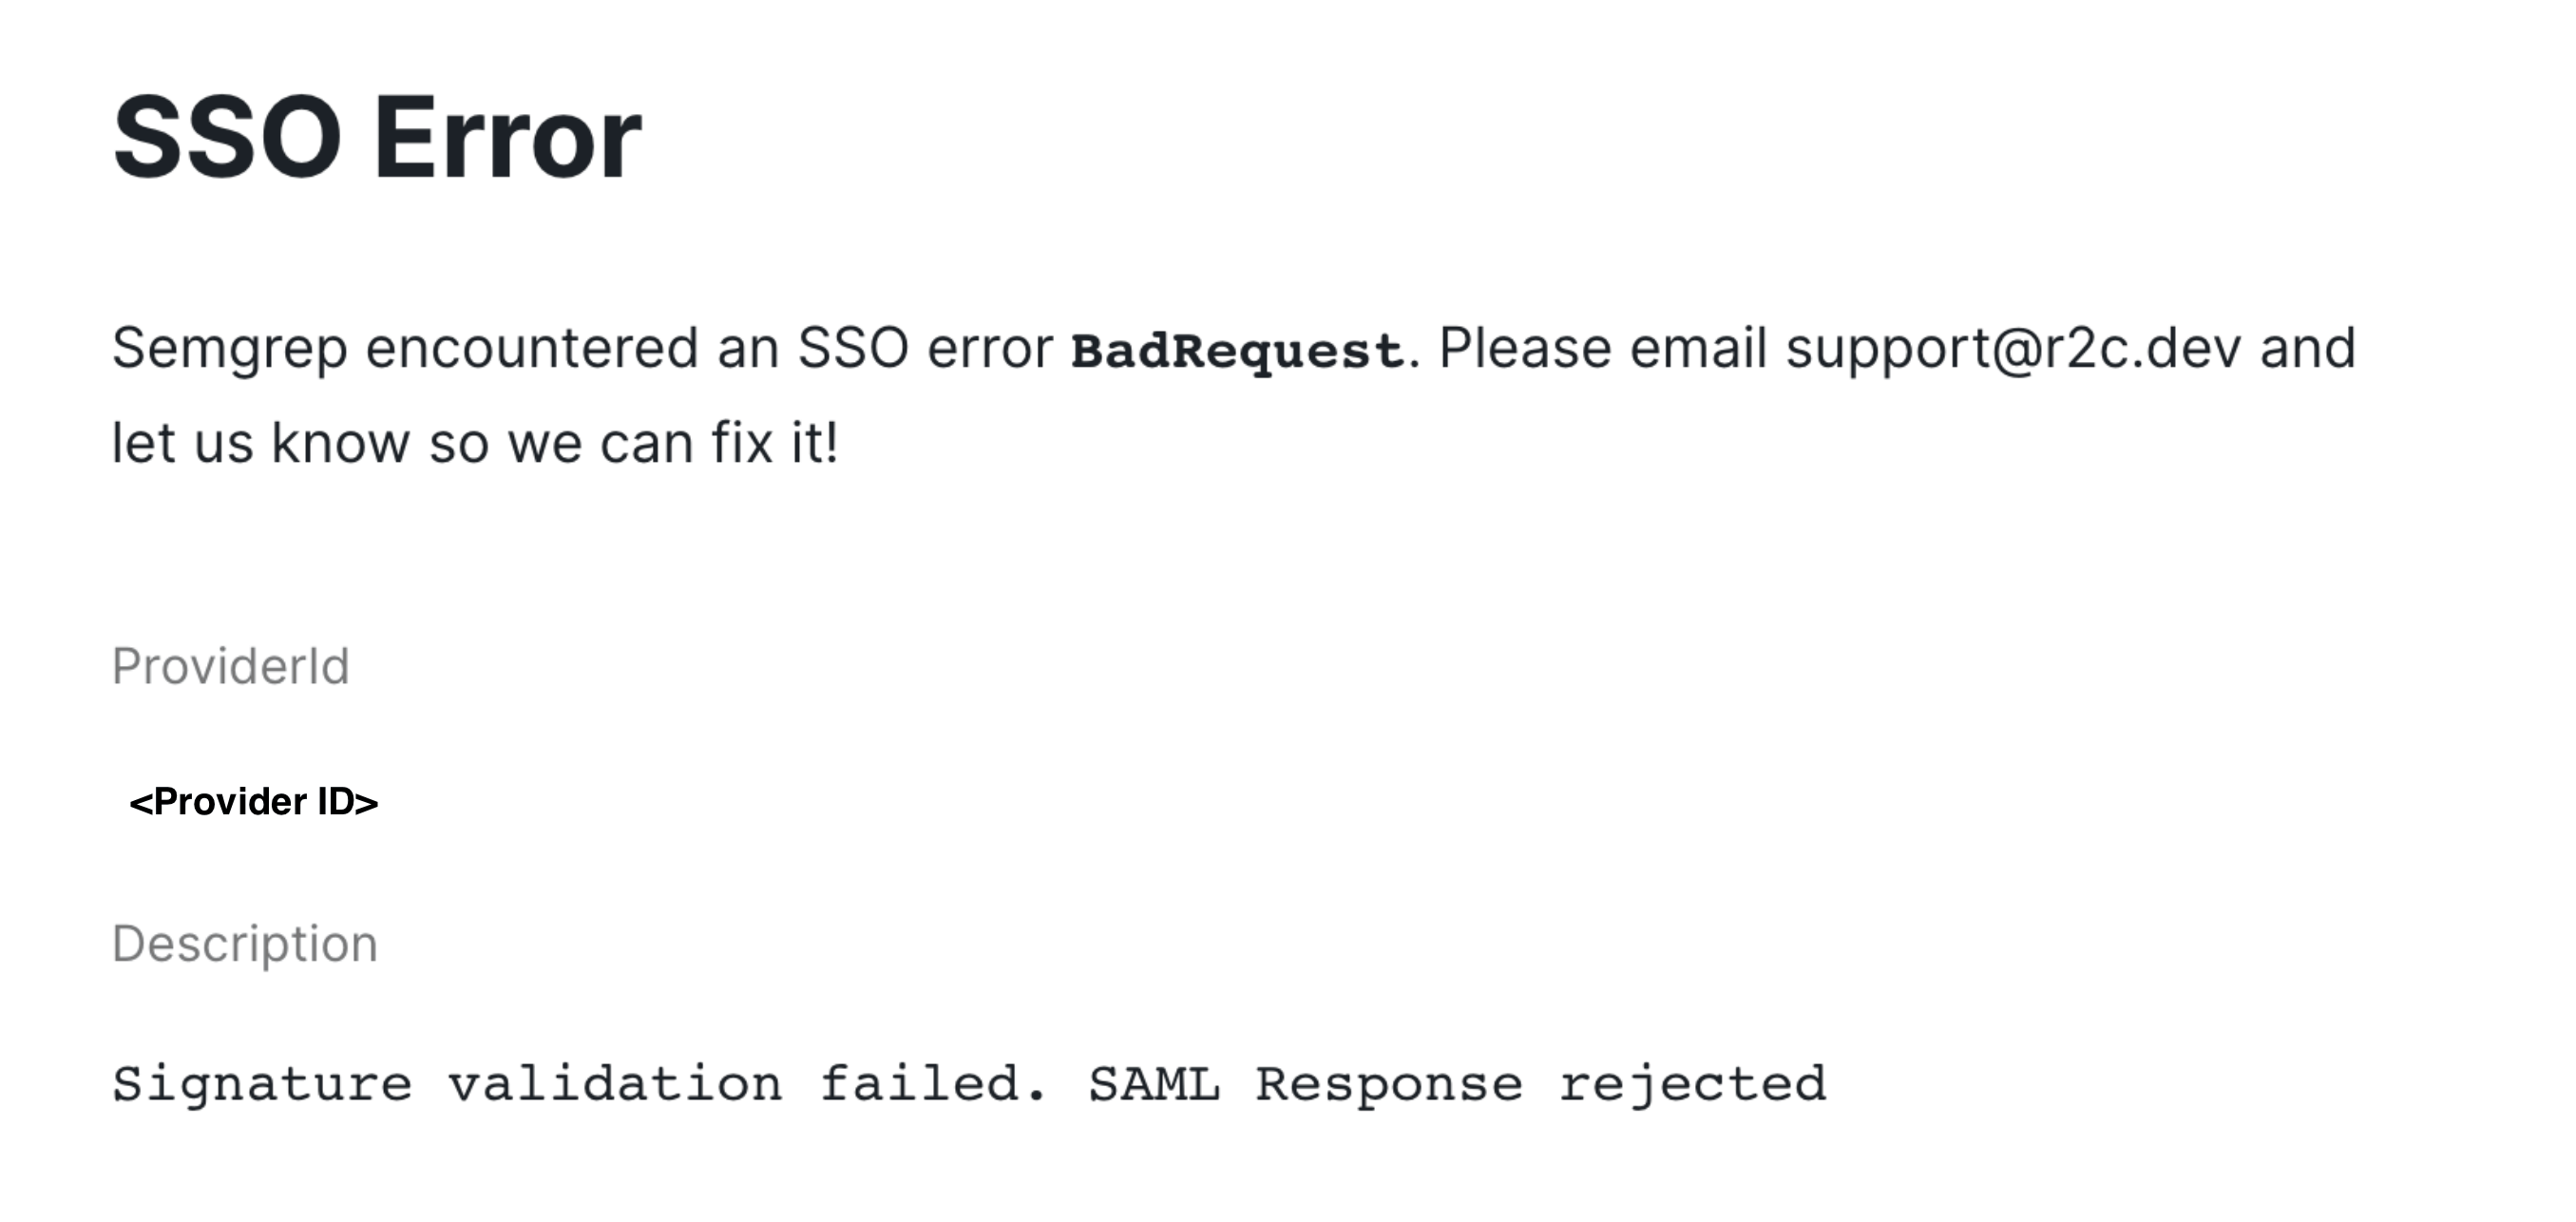 SSO Error
Semgrep encountered an SSO error BadRequest. Please email support@r2c.dev and
let us know so we can fix it!
ProviderId
<Provider ID>
Description
Signature validation failed. SAML Response rejected